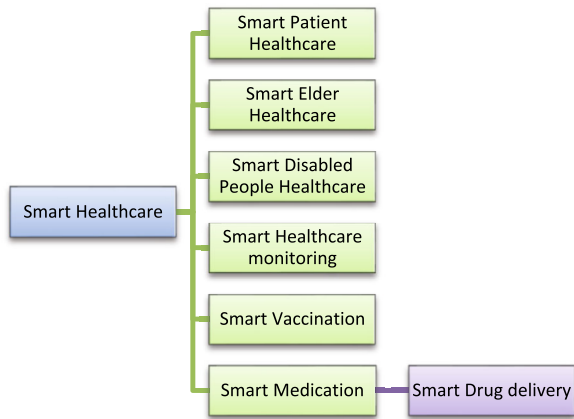 Smart Patient
Healthcare
Smart Elder
Healthcare
Smart Disabled
People Healthcare
Smart Healthcare
Smart Healthcare
monitoring
Smart Vaccination
Smart Medication
Smart Drug delivery